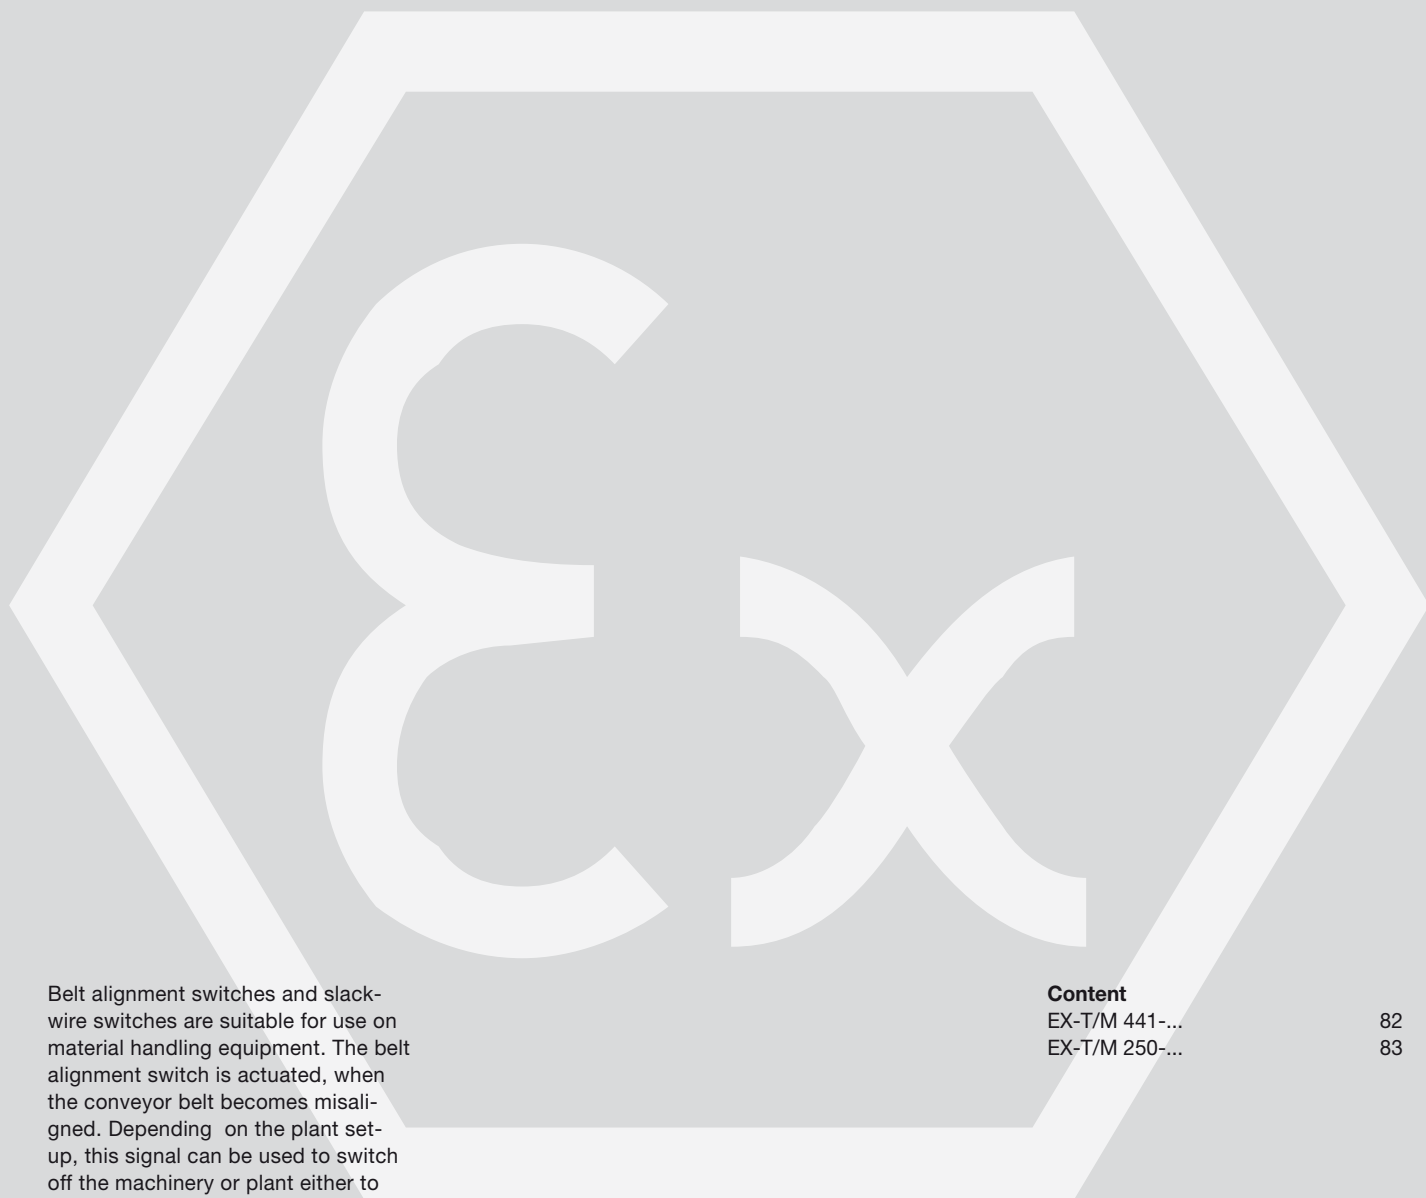 Ex
Belt alignment switches and slack-
wire switches are suitable for use on
material handling equipment. The belt
alignment switch is actuated, when
the conveyor belt becomes misali-
gned. Depending  on the plant set-
up, this signal can be used to switch
off the machinery or plant either to
Content
EX-T/M 441-... 82
EX-T/M 250-... 83